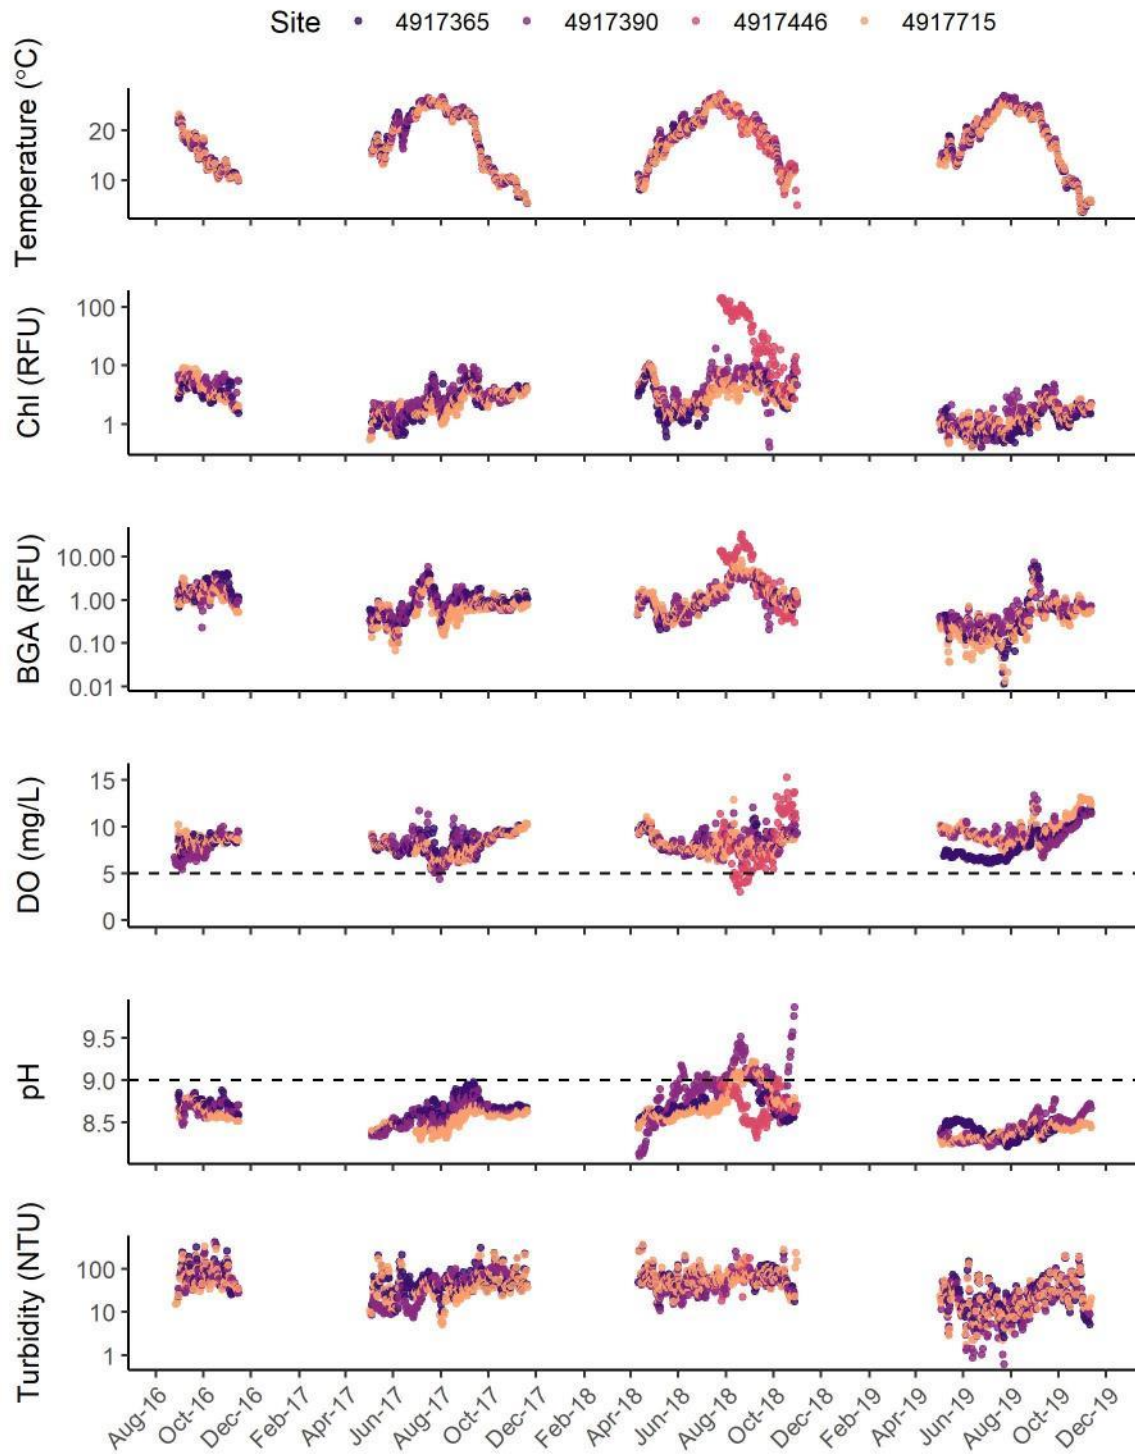 Site 4917365 4917390 4917446 4917715
Temperature (°C)
20
10
Chl (RFU)
100
10
1
BGA (RFU)
10.00
1.00
0.10
0.01
DO (mg/L)
15
10
5
0
pH
9.5
9.0
8.5
Turbidity (NTU)
100
10
1
Aug-16 Oct-16 Dec-16 Feb-17 Apr-17 Jun-17 Aug-17 Oct-17 Dec-17 Feb-18 Apr-18 Jun-18 Aug-18 Oct-18 Dec-18 Feb-19 Apr-19 Jun-19 Aug-19 Oct-19 Dec-19